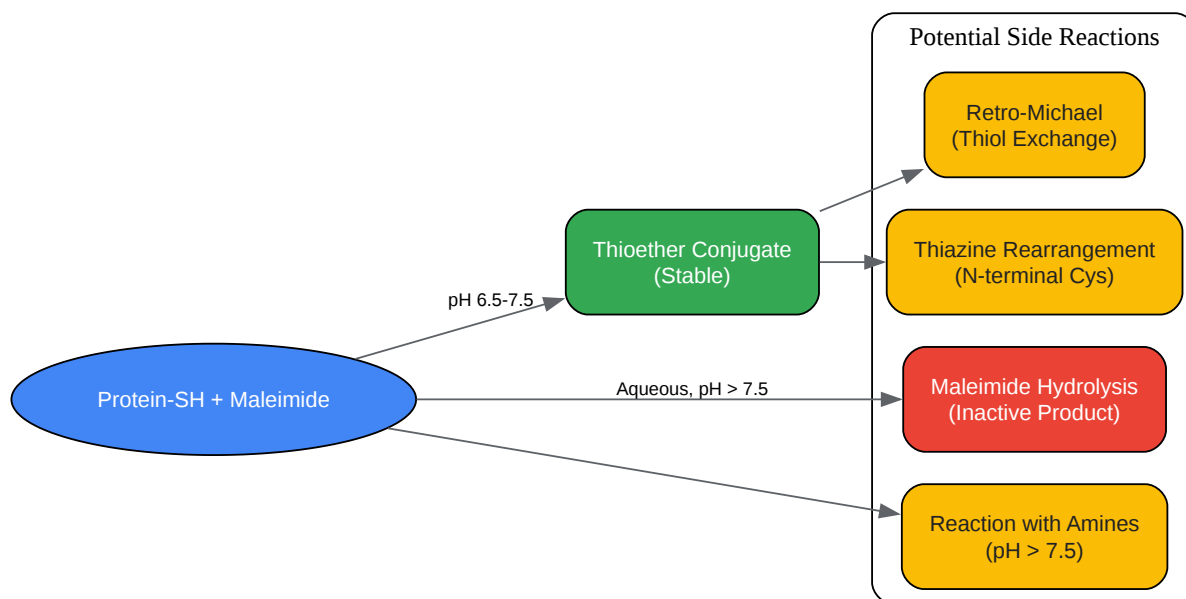 Potential Side Reactions
Retro-Michael
(Thiol Exchange)
Thioether Conjugate
(Stable)
Thiazine Rearrangement
(N-terminal Cys)
pH 6.5-7.5
Protein-SH + Maleimide
Aqueous, pH > 7.5
Maleimide Hydrolysis
(Inactive Product)
Reaction with Amines
(pH > 7.5)